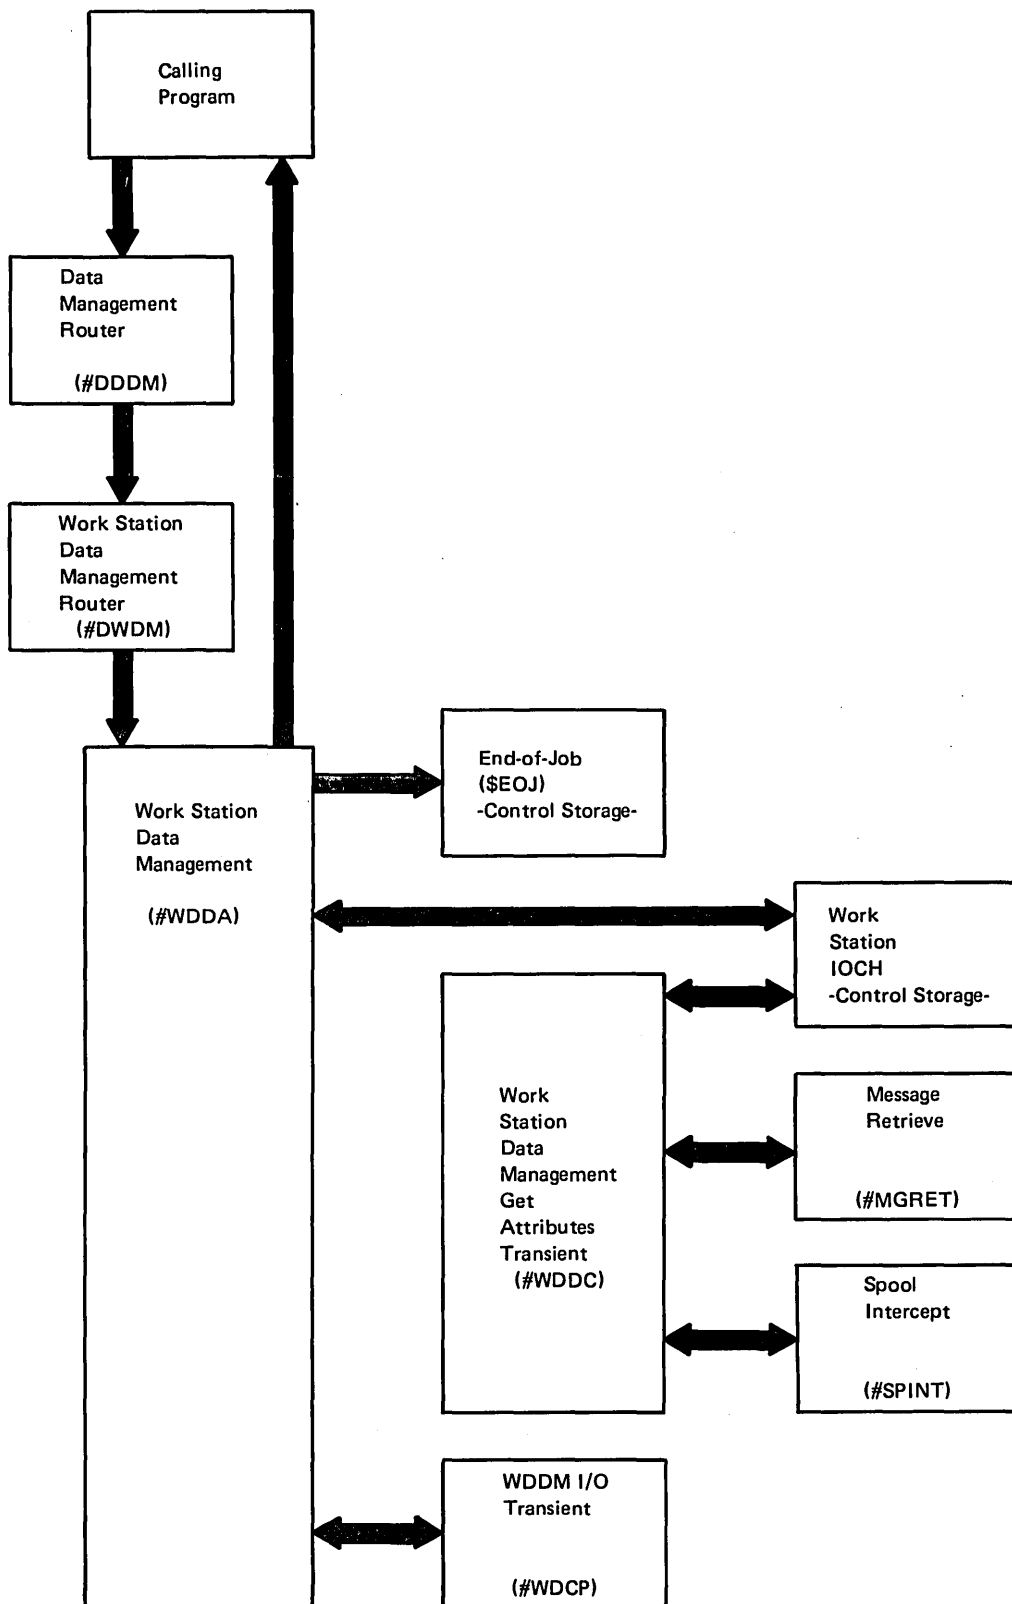 Calling
Program
Data
Management
Router
(#DDDM)
Work Station
Data
Management
Router
(#DWDM)
Work Station
Data
Management
(#WDDA)
End-of-Job
($EOJ)
-Control Storage-
Work
Station
IOCH
-Control Storage-
Work
Station
Data
Management
Get
Attributes
Transient
(#WDDC)
Message
Retrieve
(#MGRET)
Spool
Intercept
(#SPINT)
WDDM I/O
Transient
(#WDCP)